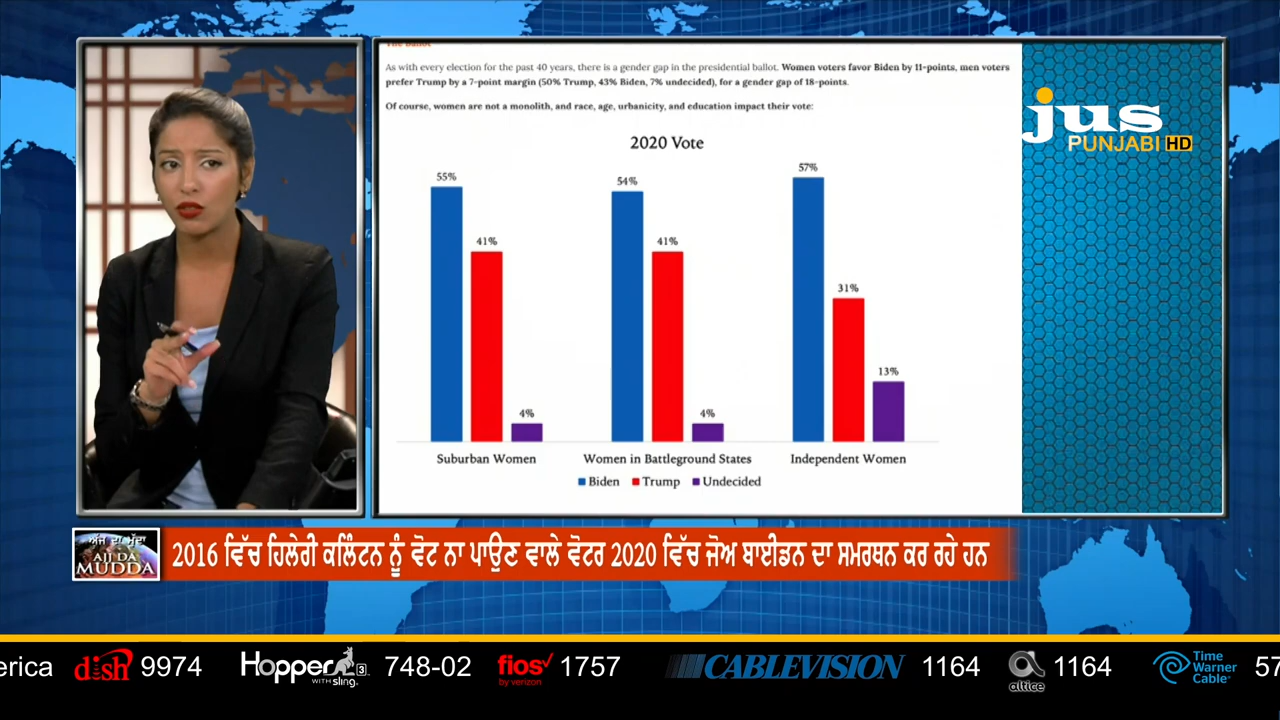 As with every election for the past 40 years, there is a gender gap in the presidential ballot. Women voters favor Biden by 11-points, men voters
prefer Trump by a 7-point margin (50% Trump, 43% Biden, 7% undecided), for a gender gap of 18-points.
Of course, women are not a monolith, and race, age, urbanicity, and education impact their vote:
2020 Vote
55%
41%
4%
54%
41%
4%
57%
31%
13%
Suburban Women
Women in Battleground States
Independent Women
Biden
Trump
Undecided
jus
PUNJABI HD
ਅੱਜ ਦਾ ਮੁੱਦਾ
AJJ DA
MUDDA
2016 ਵਿੱਚ ਹਿਲੇਰੀ ਕਲਿੰਟਨ ਨੂੰ ਵੋਟ ਨਾ ਪਾਉਣ ਵਾਲੇ ਵੋਟਰ 2020 ਵਿੱਚ ਜੋਅ ਬਾਈਡਨ ਦਾ ਸਮਰਥਨ ਕਰ ਰਹੇ ਹਨ
erica dish 9974 Hopper 3 WITH sling 748-02 fios by verizon 1757 CABLEVISION 1164 altice 1164 Time Warner Cable 57